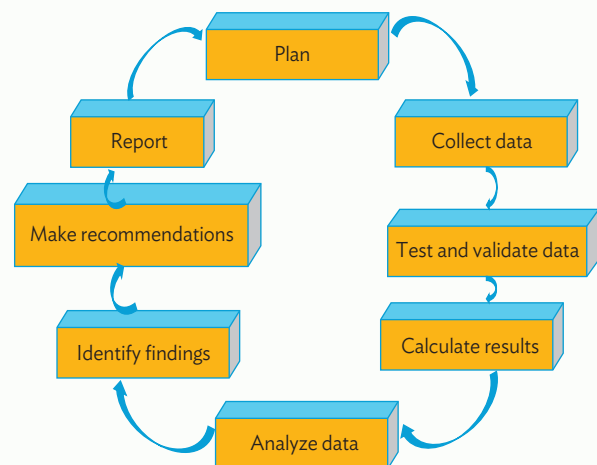 Plan
Collect data
Test and validate data
Calculate results
Analyze data
Identify findings
Make recommendations
Report